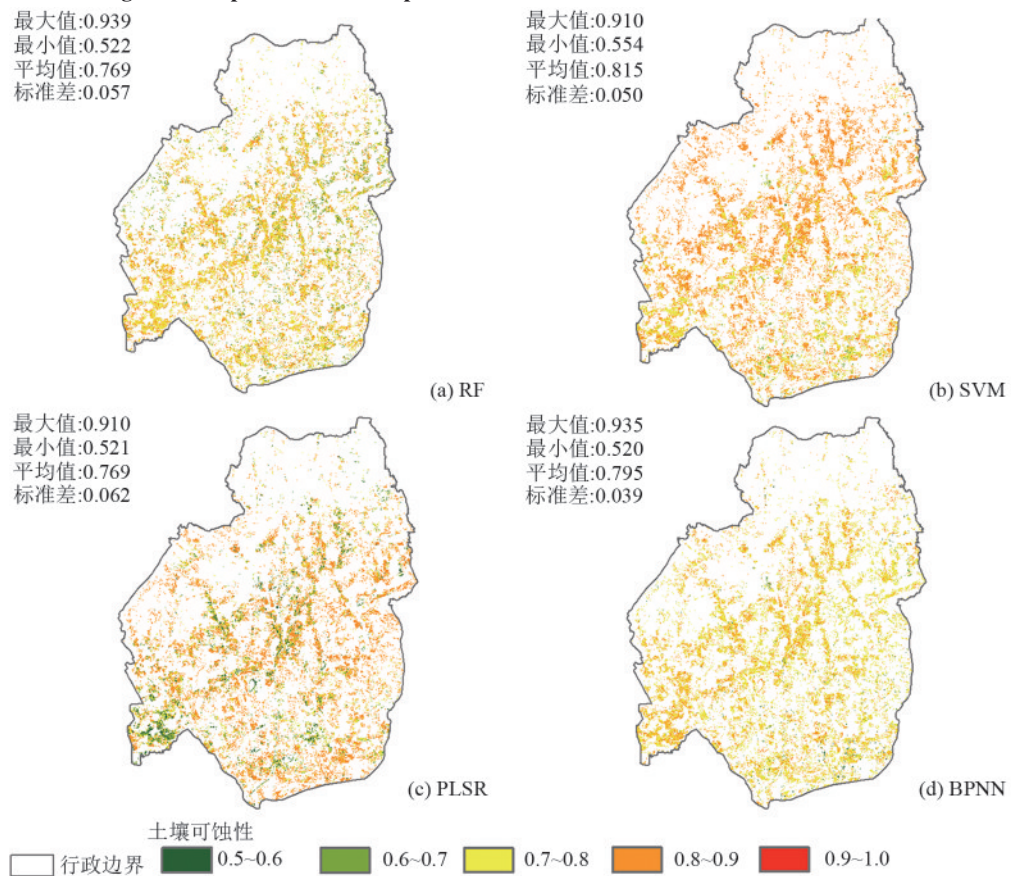 最大值:0.939
最小值:0.522
平均值:0.769
标准差:0.057
(a) RF
最大值:0.910
最小值:0.554
平均值:0.815
标准差:0.050
(b) SVM
最大值:0.910
最小值:0.521
平均值:0.769
标准差:0.062
(c) PLSR
最大值:0.935
最小值:0.520
平均值:0.795
标准差:0.039
(d) BPNN
土壤可蚀性
行政边界 0.5~0.6 0.6~0.7 0.7~0.8 0.8~0.9 0.9~1.0